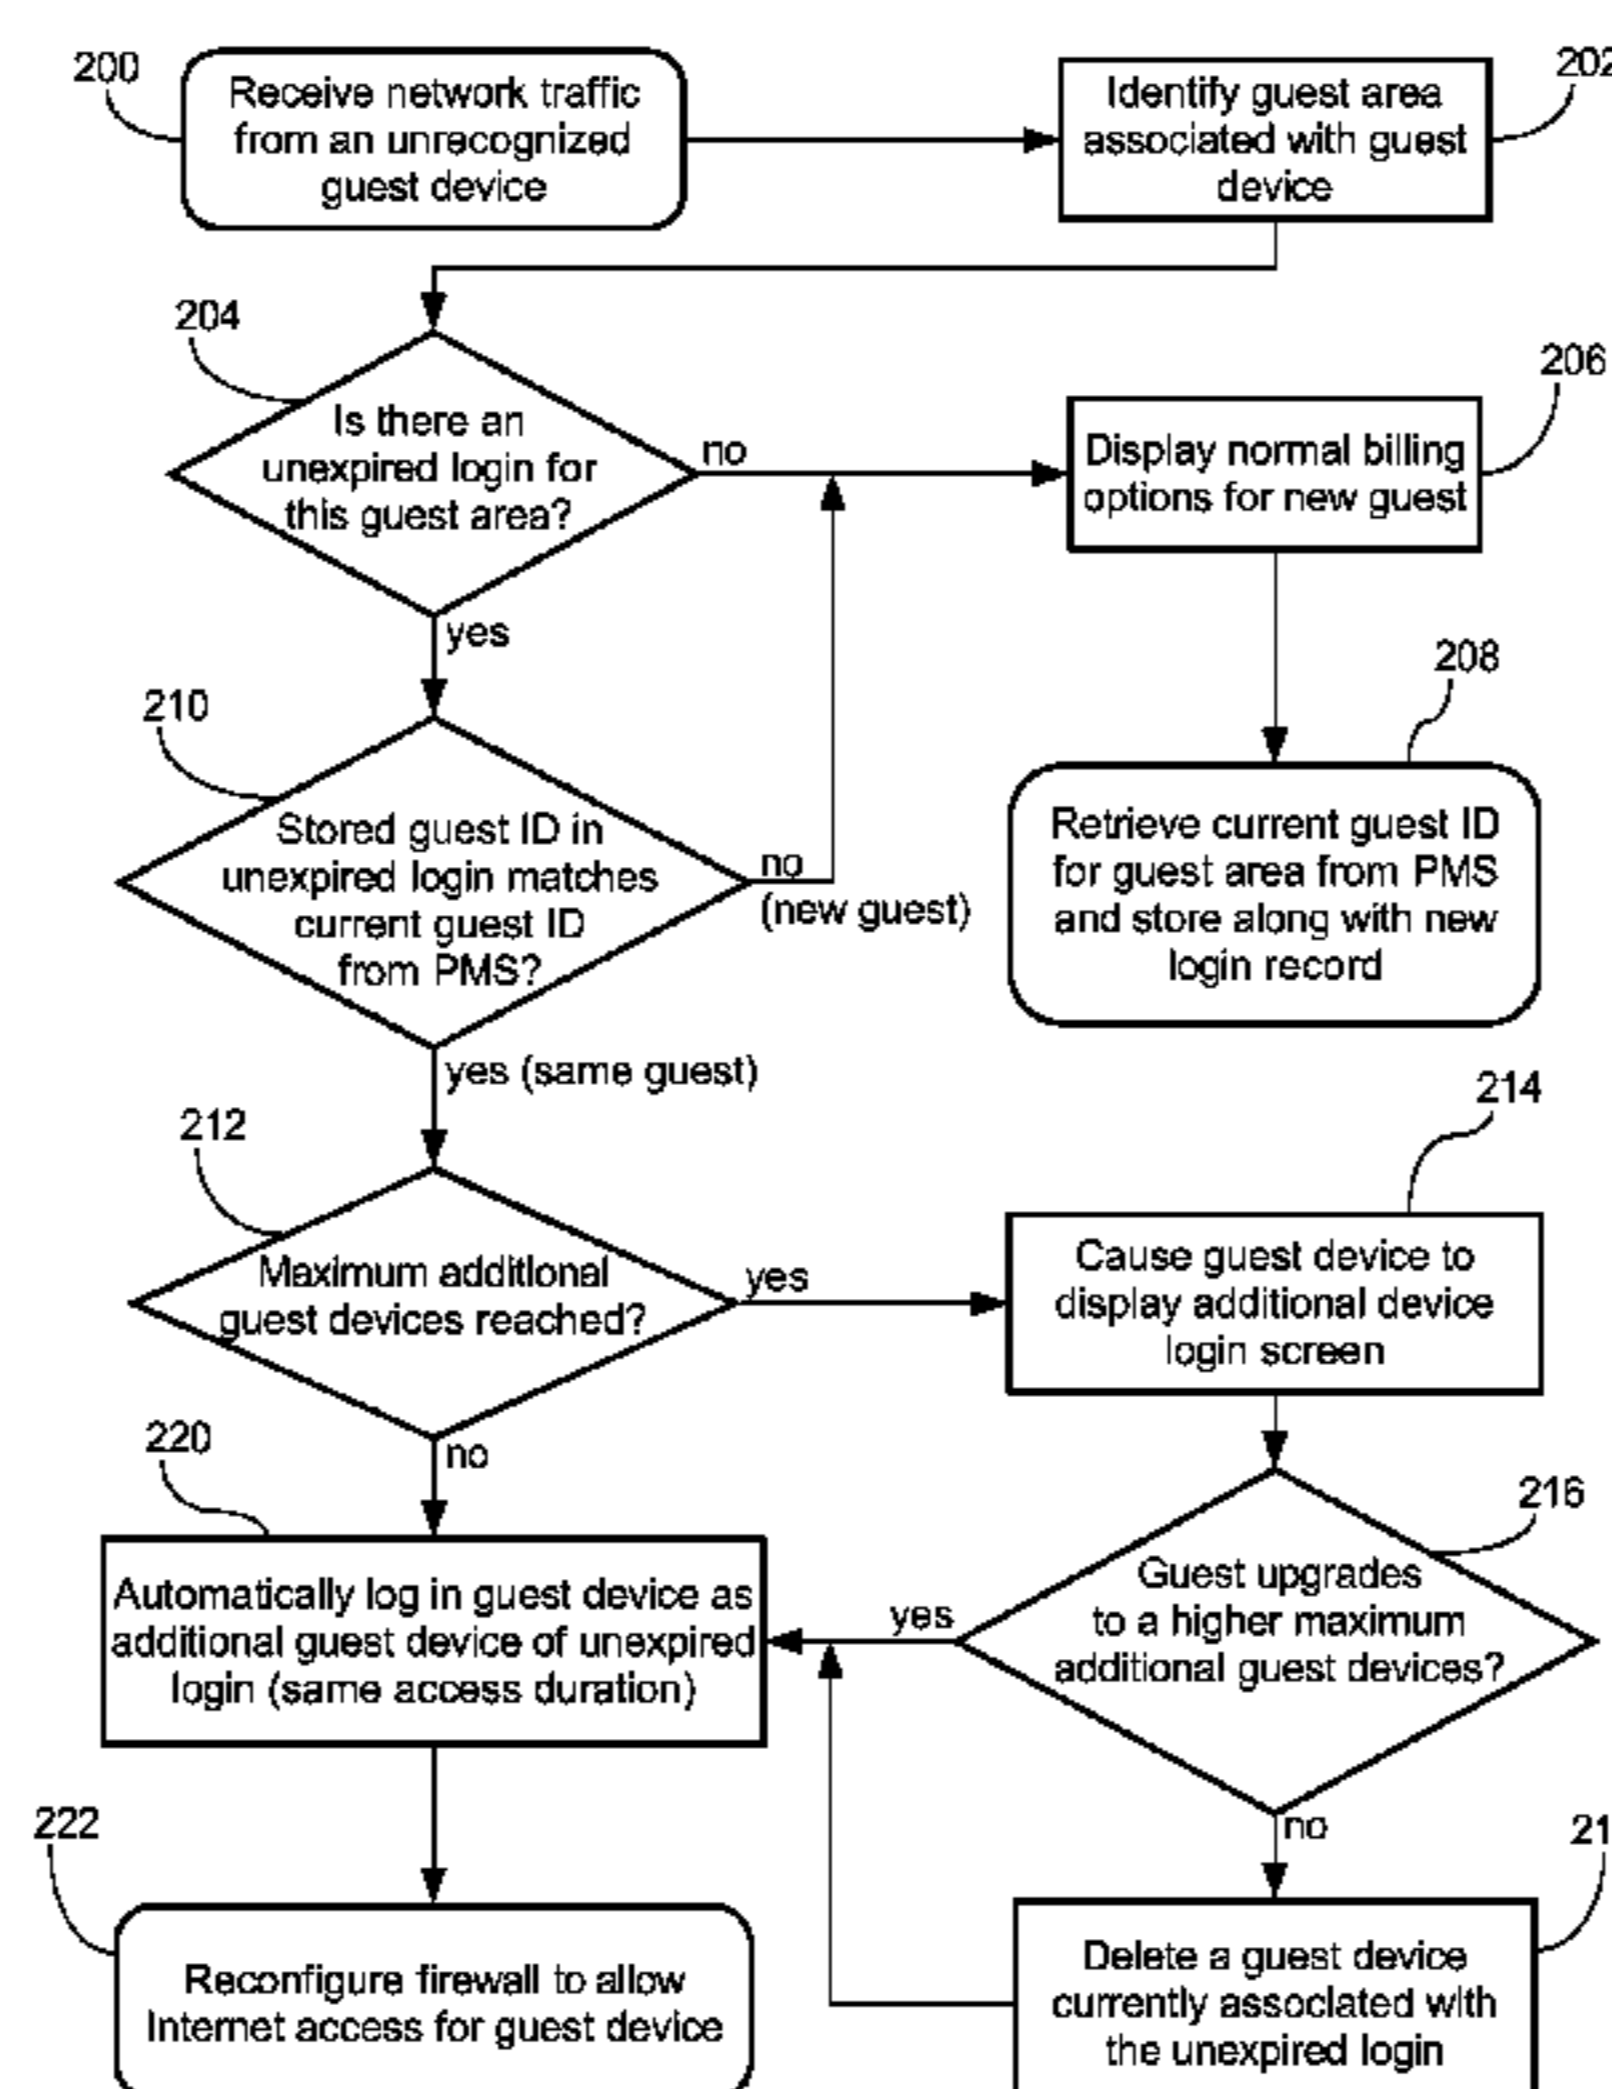 200
Receive network traffic
from an unrecognized
guest device
202
Identify guest area
associated with guest
device
204
Is there an
unexpired login for
this guest area?
no
yes
206
Display normal billing
options for new guest
208
Retrieve current guest ID
for guest area from PMS
and store along with new
login record
210
Stored guest ID in
unexpired login matches
current guest ID
from PMS?
no
(new guest)
yes (same guest)
212
Maximum additional
guest devices reached?
yes
no
214
Cause guest device to
display additional device
login screen
216
Guest upgrades
to a higher maximum
additional guest devices?
yes
no
220
Automatically log in guest device as
additional guest device of unexpired
login (same access duration)
21
Delete a guest device
currently associated with
the unexpired login
222
Reconfigure firewall to allow
Internet access for guest device